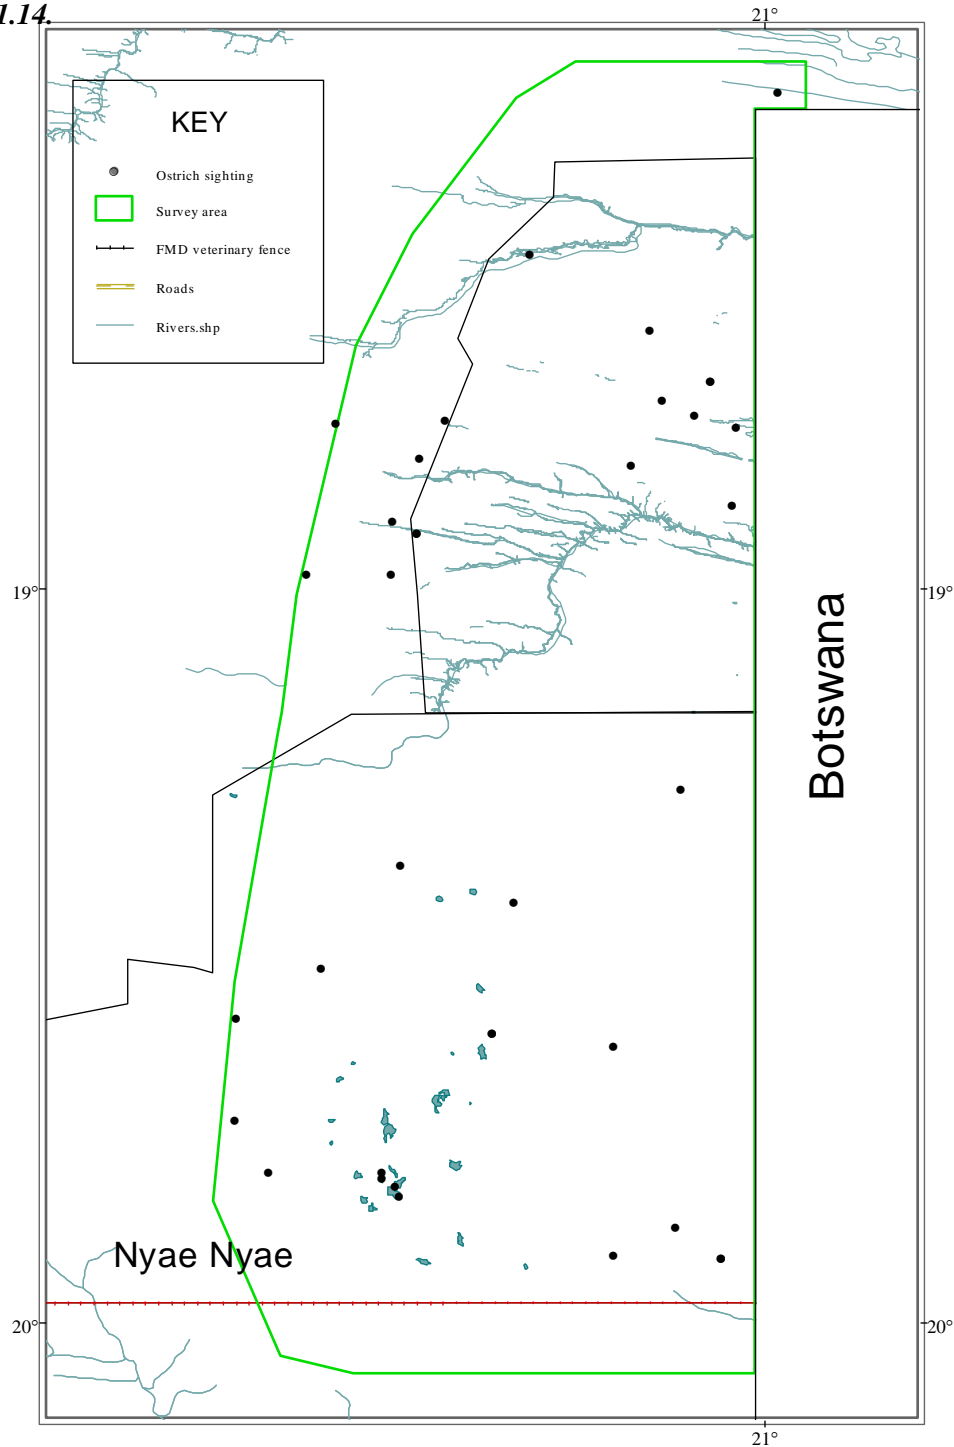 1.14.
21°
KEY
Ostrich sighting
Survey area
FMD veterinary fence
Roads
Rivers.shp
19°
19°
Botswana
Nyae Nyae
20°
20°
21°